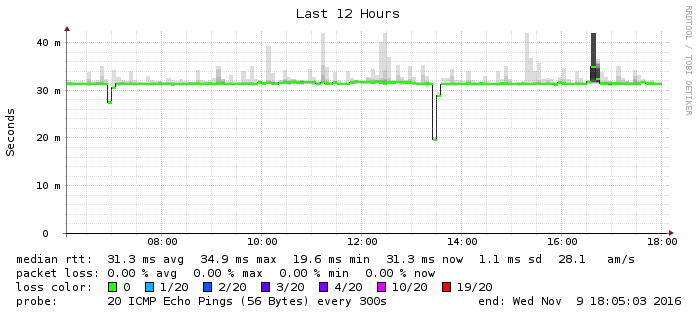 Last 12 Hours
RRDTOOL / TOBI OETIKER
Seconds
40 m
30 m
20 m
10 m
0
08:00 10:00 12:00 14:00 16:00 18:00
median rtt: 31.3 ms avg 34.9 ms max 19.6 ms min 31.3 ms now 1.1 ms sd 28.1 am/s
packet loss: 0.00 % avg 0.00 % max 0.00 % min 0.00 % now
loss color: 0 1/20 2/20 3/20 4/20 10/20 19/20
probe: 20 ICMP Echo Pings (56 Bytes) every 300s end: Wed Nov 9 18:05:03 2016